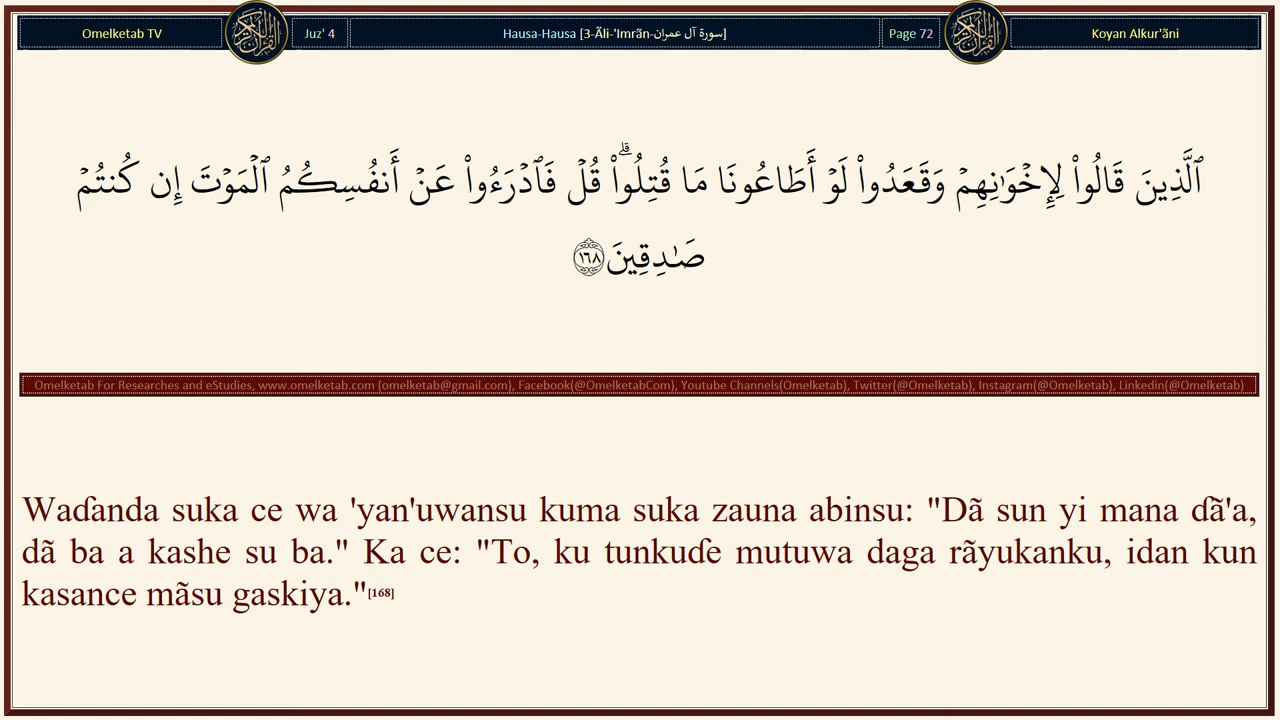 Omelketab TV
Juz' 4
Hausa-Hausa [3-Ãli-'Imrãn-سورة آل عمران]
Page 72
Koyan Alƙur'ãni
ٱلَّذِينَ قَالُوا۟ لِإِخْوَٰنِهِمْ وَقَعَدُوا۟ لَوْ أَطَاعُونَا مَا قُتِلُوا۟ ۗ قُلْ فَٱدْرَءُوا۟ عَنْ أَنفُسِكُمُ ٱلْمَوْتَ إِن كُنتُمْ
صَـٰدِقِينَ ١٦٨
Omelketab For Researches and eStudies, www.omelketab.com (omelketab@gmail.com), Facebook(@OmelketabCom), Youtube Channels(Omelketab), Twitter(@Omelketab), Instagram(@Omelketab), Linkedin(@Omelketab)
Waɗanda suka ce wa 'yan'uwansu kuma suka zauna abinsu: "Dã sun yi mana ɗã'a,
dã ba a kashe su ba." Ka ce: "To, ku tunkuɗe mutuwa daga rãyukanku, idan kun
kasance mãsu gaskiya."[168]